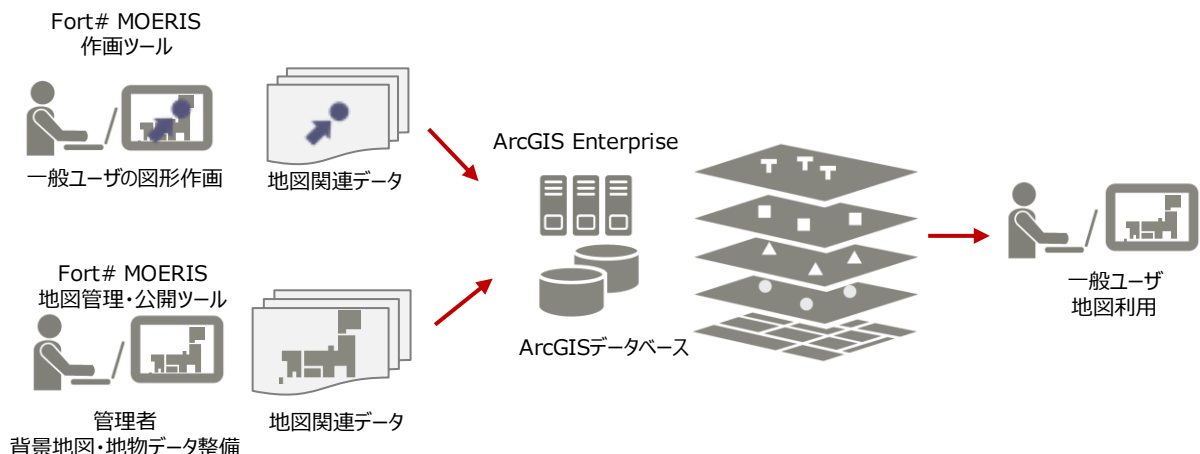 Fort# MOERIS
作画ツール
一般ユーザの図形作画
地図関連データ
ArcGIS Enterprise
ArcGISデータベース
一般ユーザ
地図利用
Fort# MOERIS
地図管理・公開ツール
管理者
背景地図・地物データ整備
地図関連データ